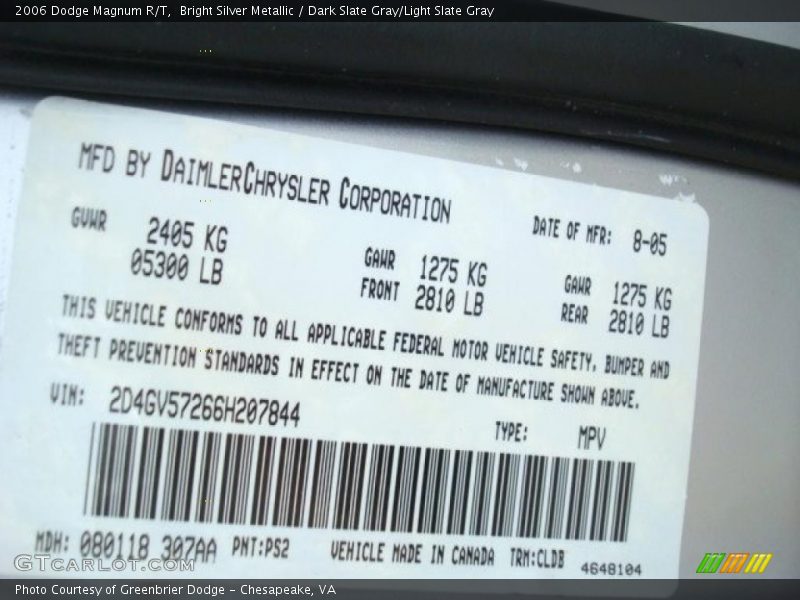 2006 Dodge Magnum R/T, Bright Silver Metallic / Dark Slate Gray/Light Slate Gray
MFD BY DAIMLERCHRYSLER CORPORATION
DATE OF MFR: 8-05
GVWR 2405 KG
05300 LB
GAWR 1275 KG
FRONT 2810 LB
GAWR 1275 KG
REAR 2810 LB
THIS VEHICLE CONFORMS TO ALL APPLICABLE FEDERAL MOTOR VEHICLE SAFETY, BUMPER AND
THEFT PREVENTION STANDARDS IN EFFECT ON THE DATE OF MANUFACTURE SHOWN ABOVE.
VIN: 2D4GV57266H207844
TYPE: MPV
MDH: 080118 307AA PNT:PS2 VEHICLE MADE IN CANADA TRM:CLDB 4648104
GTCarLot.com
Photo Courtesy of Greenbrier Dodge - Chesapeake, VA